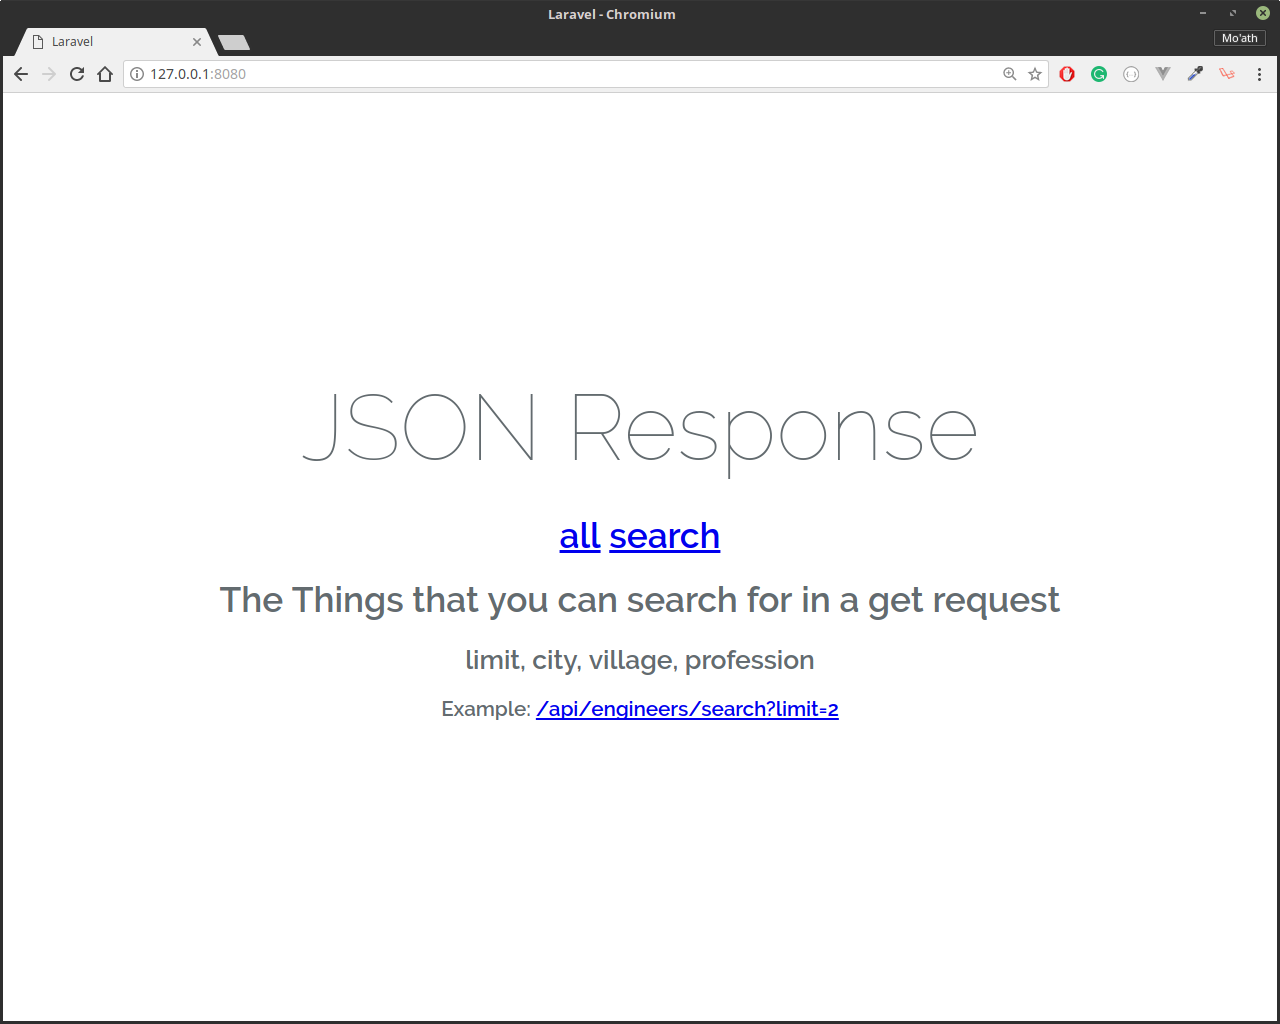 Laravel - Chromium
Laravel
Mo'ath
127.0.0.1:8080
JSON Response
all search
The Things that you can search for in a get request
limit, city, village, profession
Example: /api/engineers/search?limit=2